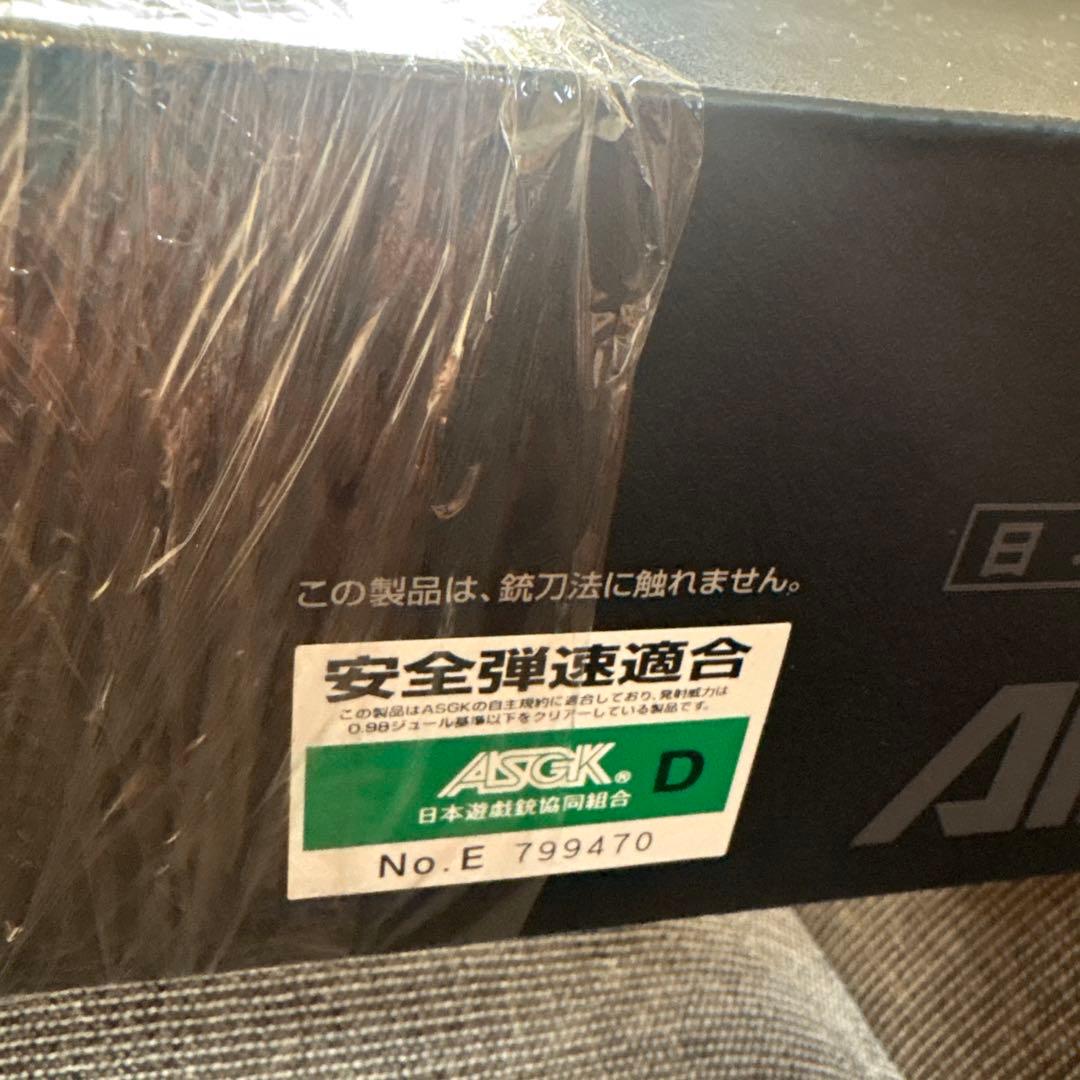 この製品は、銃刀法に触れません。
安全弾速適合
この製品はASGKの自主規約に適合しており、発射威力は
0.98ジュール基準以下をクリアーしている製品です。
ASGK® D
日本遊戯銃協同組合
No.E 799470
日